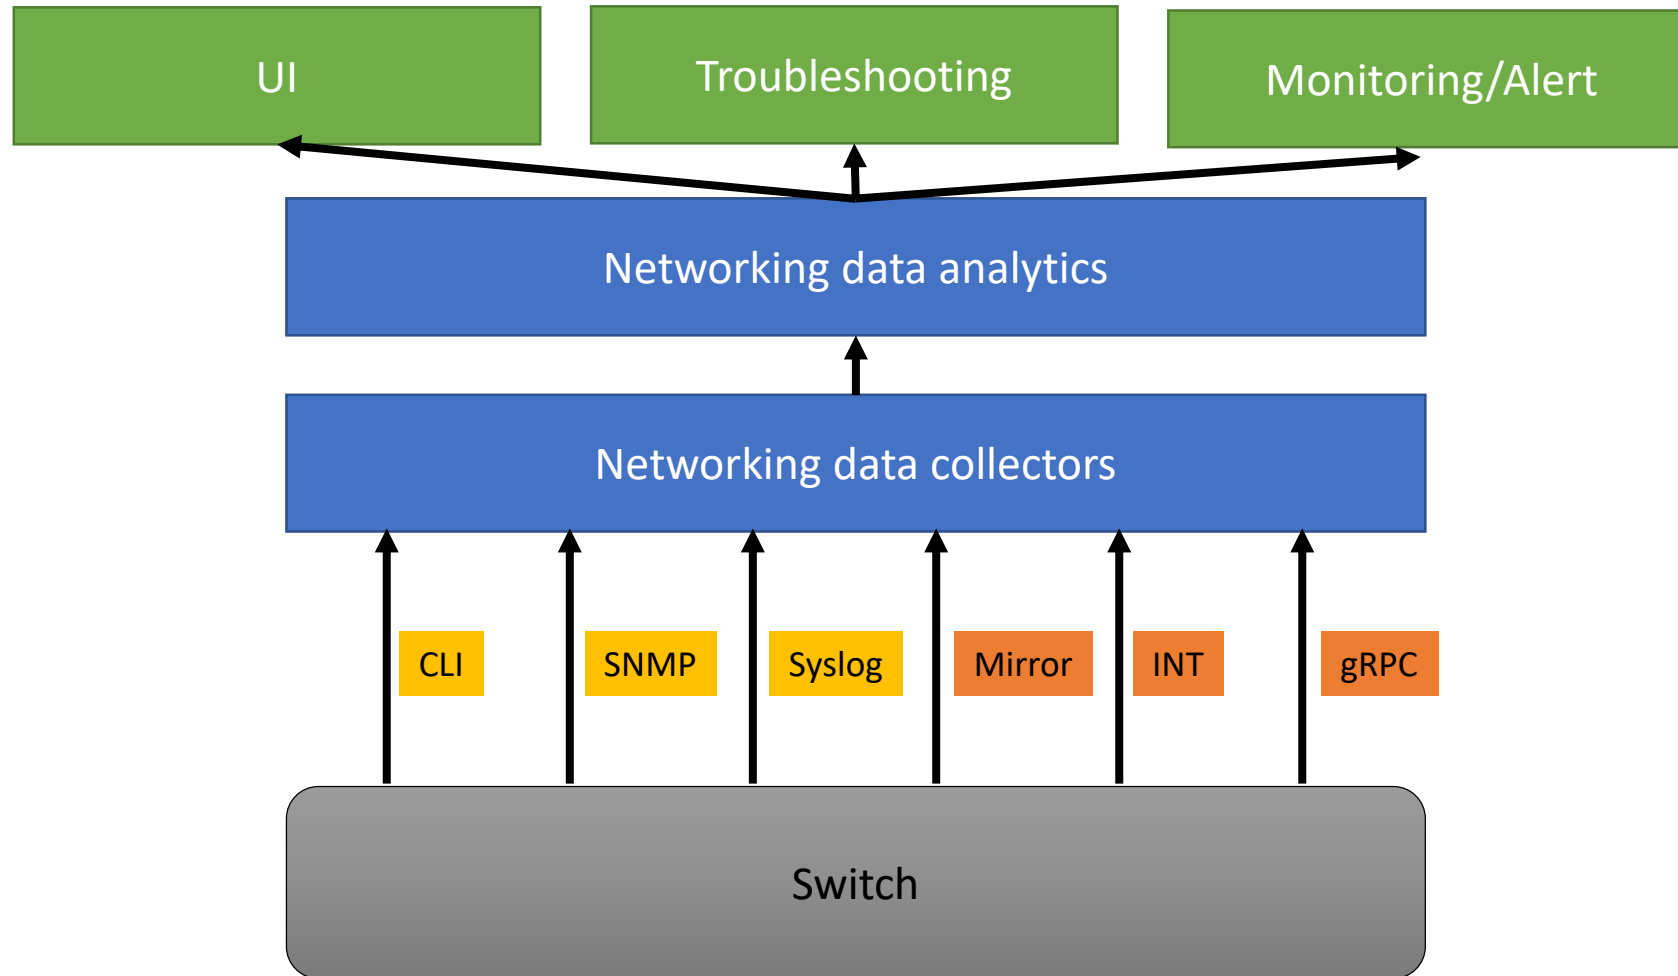 UI
Troubleshooting
Monitoring/Alert
Networking data analytics
Networking data collectors
CLI
SNMP
Syslog
Mirror
INT
gRPC
Switch